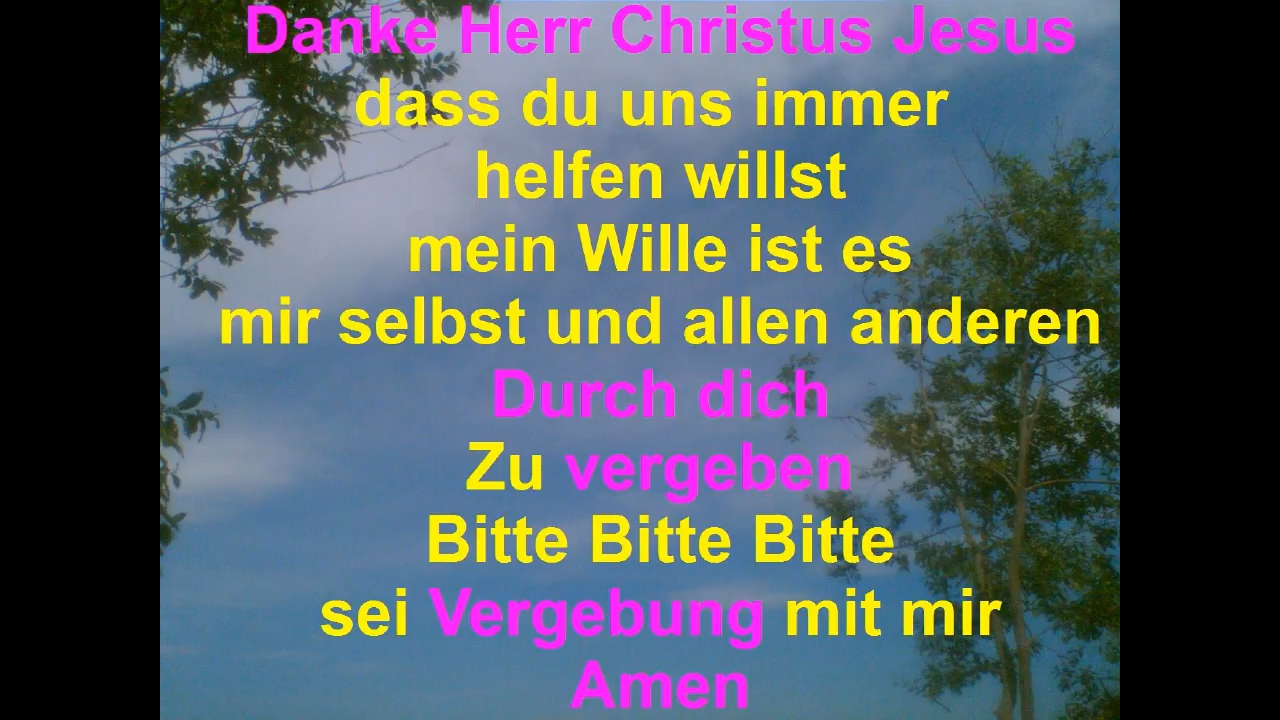 Danke Herr Christus Jesus
dass du uns immer
helfen willst
mein Wille ist es
mir selbst und allen anderen
Durch dich
Zu vergeben
Bitte Bitte Bitte
sei Vergebung mit mir
Amen